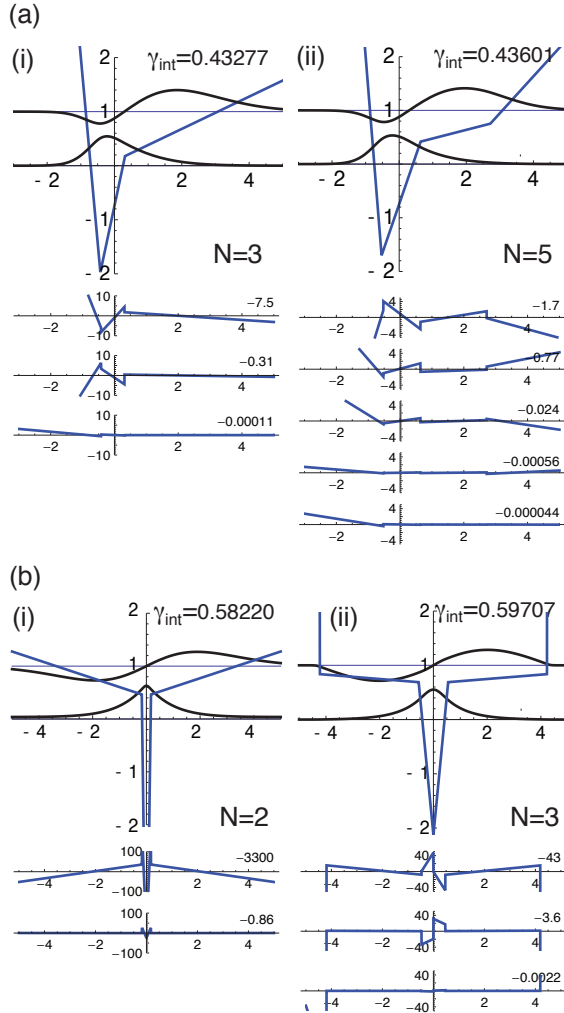 (a)
(i) γint=0.43277
(ii) γint=0.43601
2 2
1 1
- 2 2 4 - 2 2 4
- 1 - 1
- 2 - 2
N=3 N=5
10 −7.5
−10
−2 2 4
10 −0.31
−10
−2 2 4
10 −0.00011
−10
−2 2 4
4 −1.7
−4
−2 2 4
4 −0.77
−4
−2 2 4
4 −0.024
−4
−2 2 4
4 −0.00056
−4
−2 2 4
4 −0.000044
−4
−2 2 4
(b)
(i) γint=0.58220
(ii) γint=0.59707
2 2
1 1
- 4 - 2 2 4 - 4 - 2 2 4
- 1 - 1
- 2 - 2
N=2 N=3
100 −3300
−100
−4 −2 2 4
100 −0.86
−100
−4 −2 2 4
40 −43
−40
−4 −2 2 4
40 −3.6
−40
−4 −2 2 4
40 −0.0022
−40
−4 −2 2 4